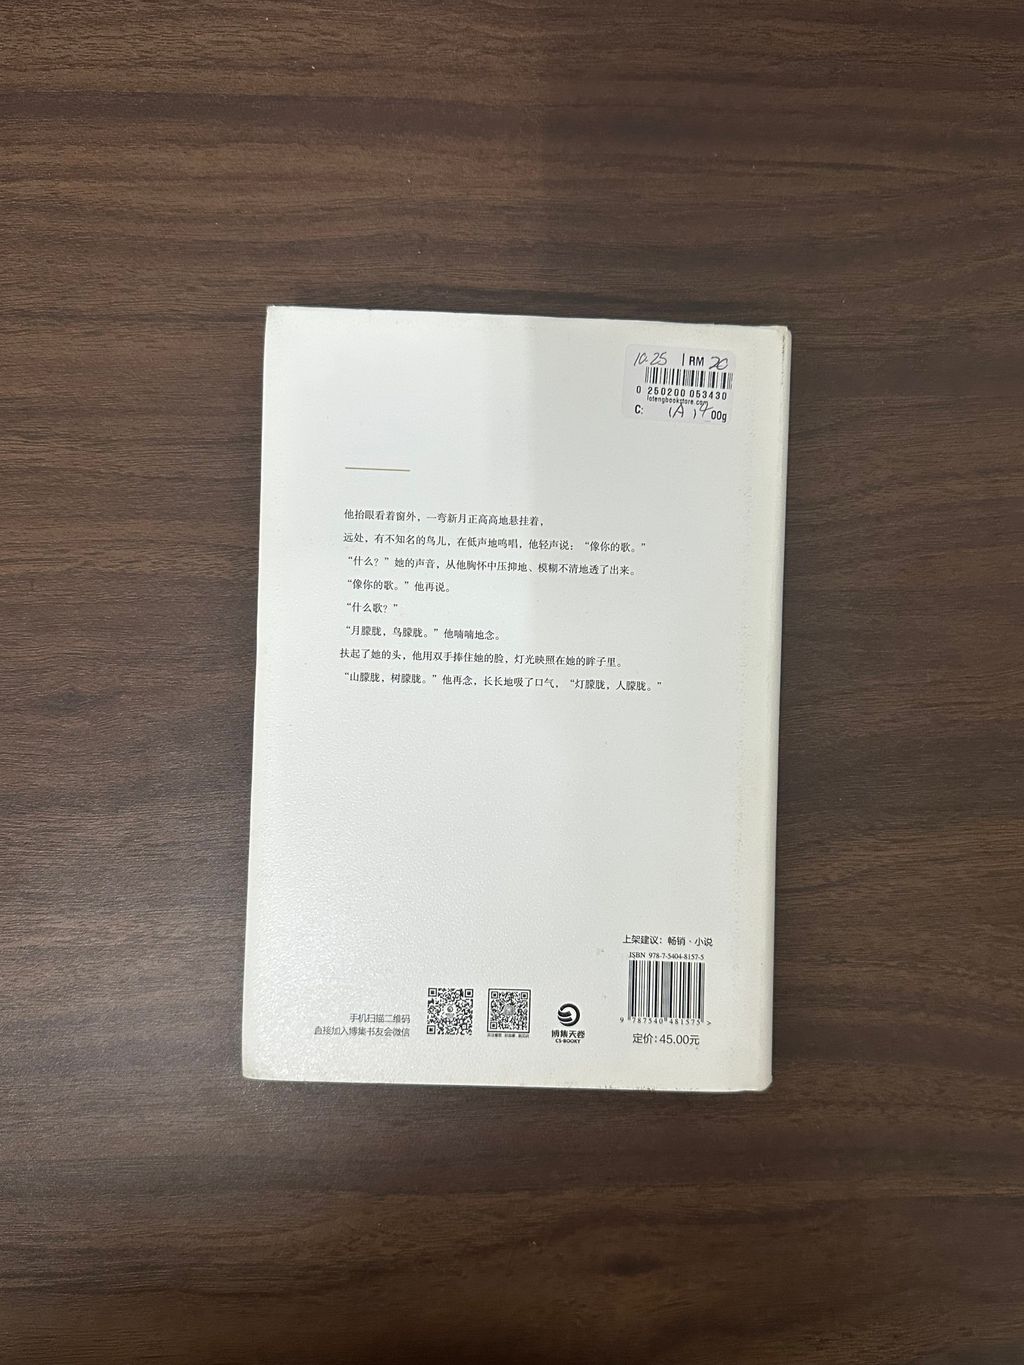 10.25 | RM 20
0 250200 053430
lotengbookstore.com
C: (A) 400g
他抬眼看着窗外，一弯新月正高高地悬挂着，
远处，有不知名的鸟儿，在低声地鸣唱，他轻声说：“像你的歌。”
“什么？”她的声音，从他胸怀中压抑地、模糊不清地透了出来。
“像你的歌。”他再说。
“什么歌？”
“月朦胧，鸟朦胧。”他喃喃地念。
扶起了她的头，他用双手捧住她的脸，灯光映照在她的眸子里。
“山朦胧，树朦胧。”他再念，长长地吸了口气，“灯朦胧，人朦胧。”
上架建议：畅销·小说
ISBN 978-7-5404-8157-5
9 787540 481575 >
定价：45.00元
手机扫描二维码
直接加入博集书友会微信
博集天卷
CS-BOOKY